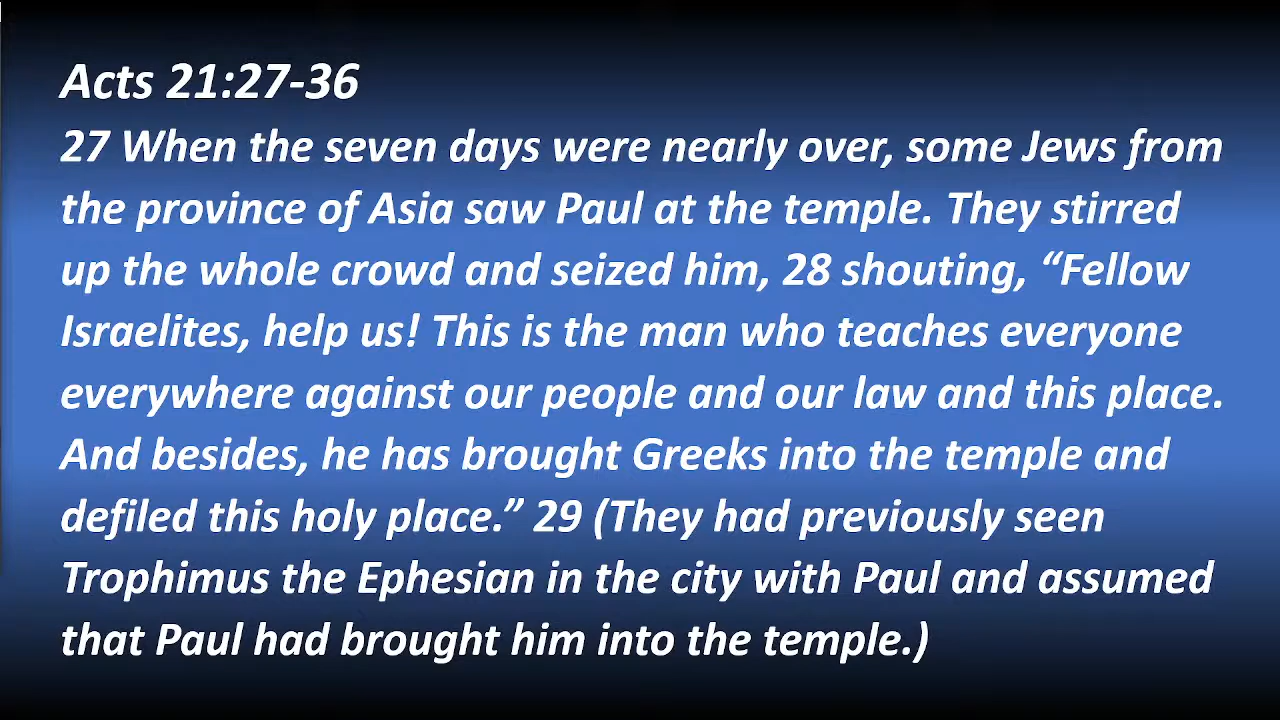 Acts 21:27-36
27 When the seven days were nearly over, some Jews from
the province of Asia saw Paul at the temple. They stirred
up the whole crowd and seized him, 28 shouting, “Fellow
Israelites, help us! This is the man who teaches everyone
everywhere against our people and our law and this place.
And besides, he has brought Greeks into the temple and
defiled this holy place.” 29 (They had previously seen
Trophimus the Ephesian in the city with Paul and assumed
that Paul had brought him into the temple.)